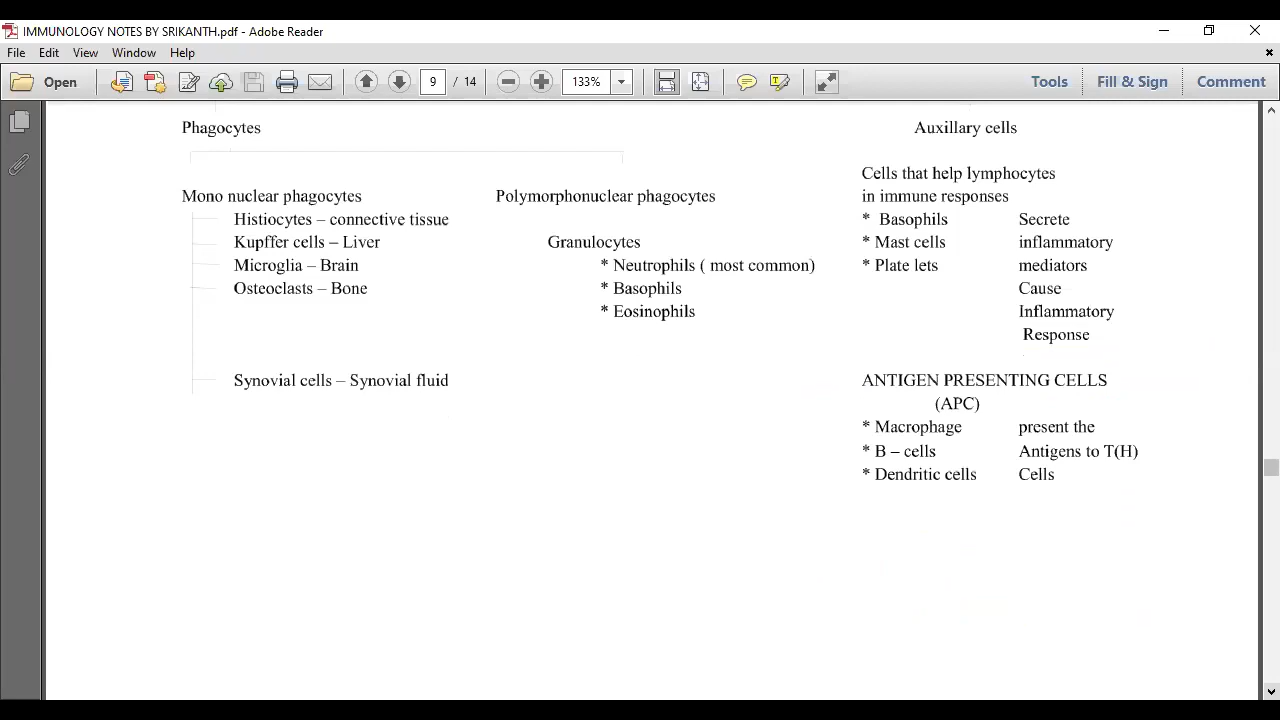 IMMUNOLOGY NOTES BY SRIKANTH.pdf - Adobe Reader
File Edit View Window Help
Open 9 / 14 133% Tools Fill & Sign Comment
Phagocytes
Mono nuclear phagocytes
Histiocytes – connective tissue
Kupffer cells – Liver
Microglia – Brain
Osteoclasts – Bone
Synovial cells – Synovial fluid
Polymorphonuclear phagocytes
Granulocytes
* Neutrophils ( most common)
* Basophils
* Eosinophils
Auxillary cells
Cells that help lymphocytes
in immune responses
* Basophils Secrete
* Mast cells inflammatory
* Plate lets mediators
Cause
Inflammatory
Response
ANTIGEN PRESENTING CELLS
(APC)
* Macrophage present the
* B – cells Antigens to T(H)
* Dendritic cells Cells